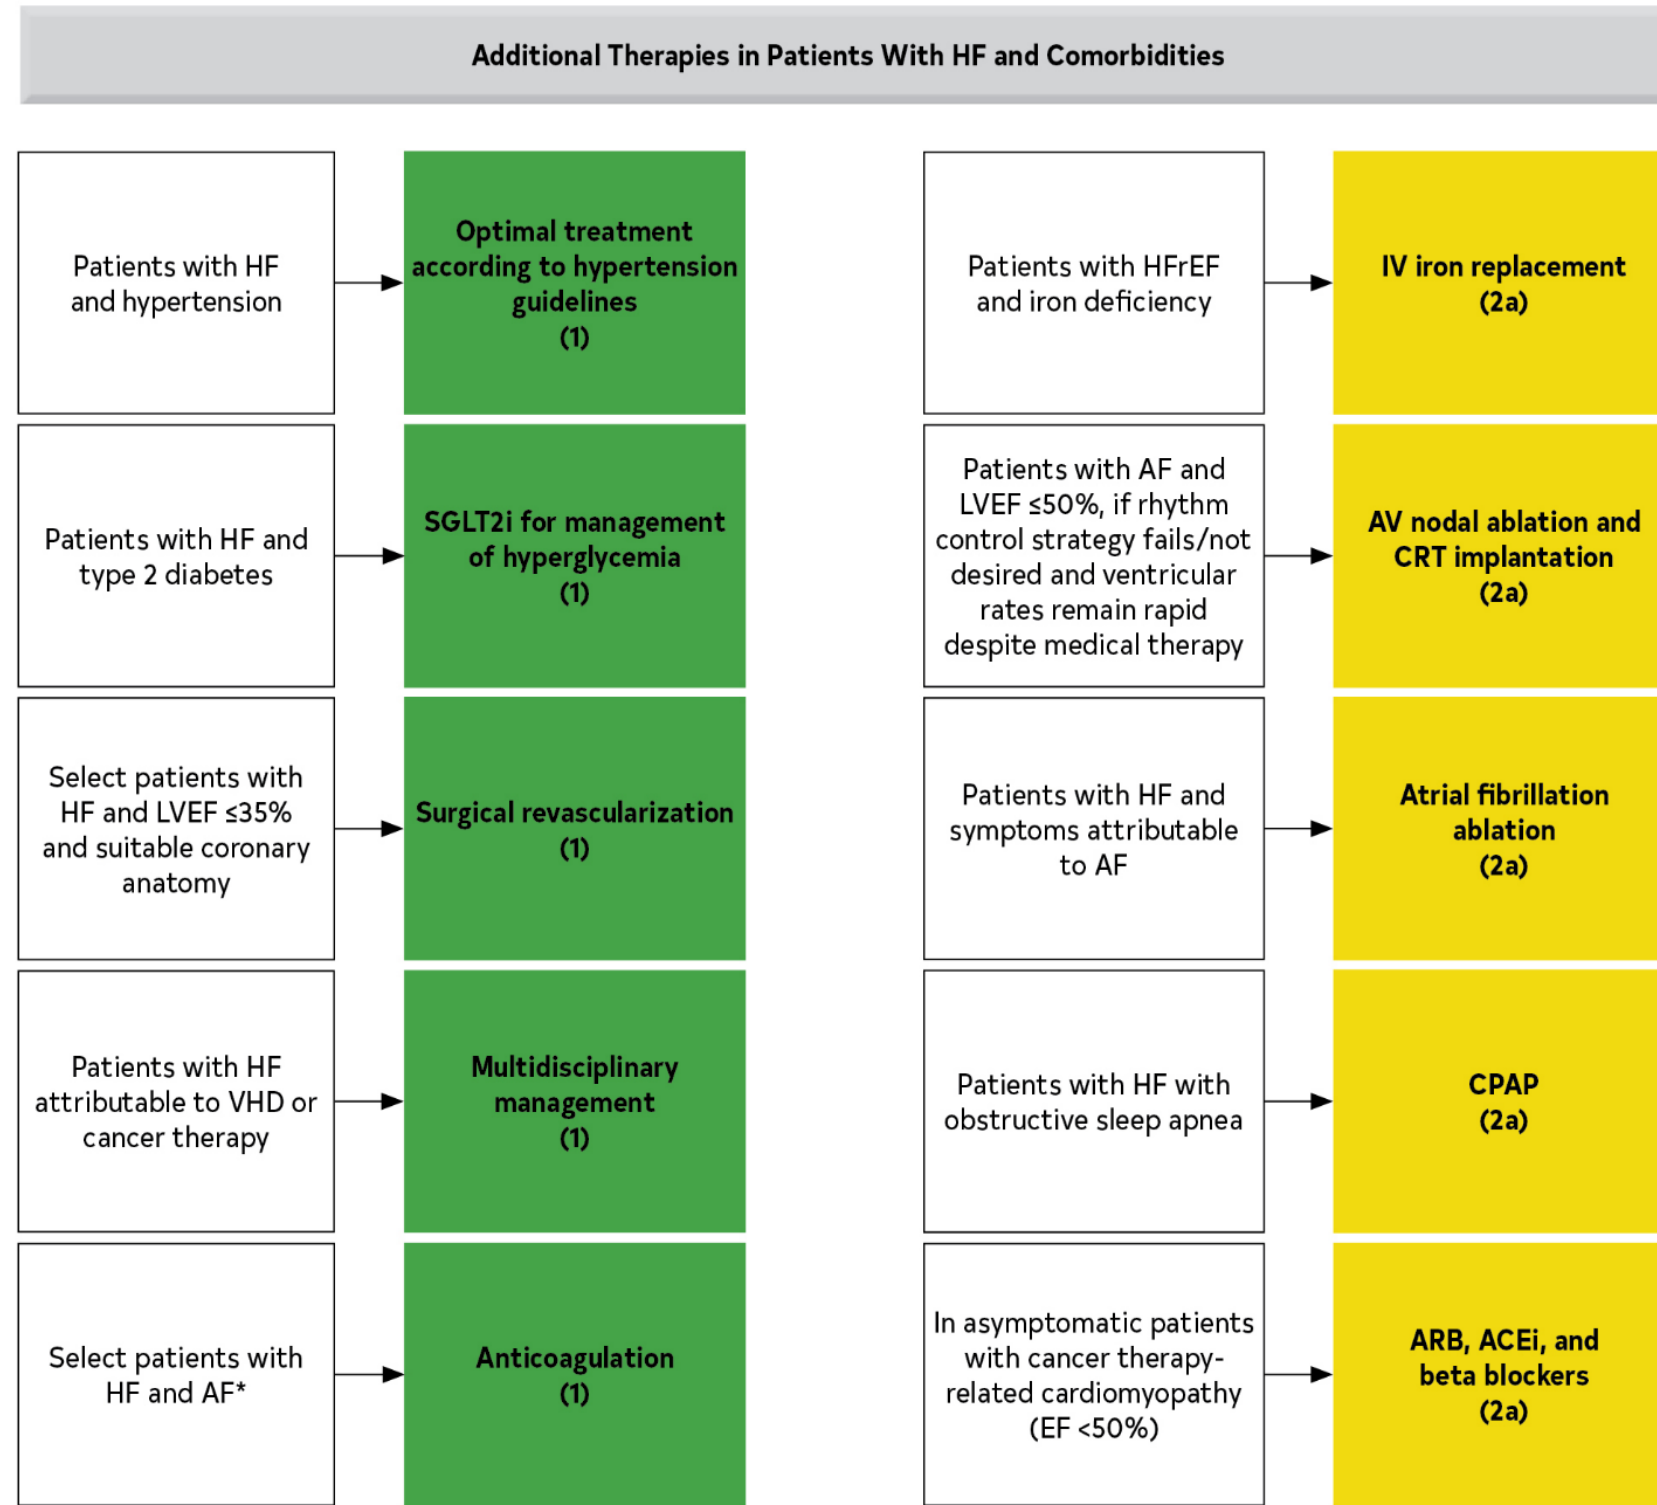 Additional Therapies in Patients With HF and Comorbidities
Patients with HF
and hypertension
Optimal treatment
according to hypertension
guidelines
(1)
Patients with HFrEF
and iron deficiency
IV iron replacement
(2a)
Patients with HF and
type 2 diabetes
SGLT2i for management
of hyperglycemia
(1)
Patients with AF and
LVEF ≤50%, if rhythm
control strategy fails/not
desired and ventricular
rates remain rapid
despite medical therapy
AV nodal ablation and
CRT implantation
(2a)
Select patients with
HF and LVEF ≤35%
and suitable coronary
anatomy
Surgical revascularization
(1)
Patients with HF and
symptoms attributable
to AF
Atrial fibrillation
ablation
(2a)
Patients with HF
attributable to VHD or
cancer therapy
Multidisciplinary
management
(1)
Patients with HF with
obstructive sleep apnea
CPAP
(2a)
Select patients with
HF and AF*
Anticoagulation
(1)
In asymptomatic patients
with cancer therapy-
related cardiomyopathy
(EF <50%)
ARB, ACEi, and
beta blockers
(2a)